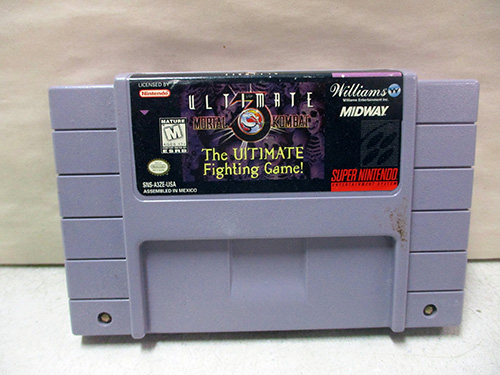 LICENSED BY
Nintendo
ULTIMATE
MORTAL KOMBAT
3
Williams
Williams Entertainment Inc.
MIDWAY
MATURE
M
ESRB
The ULTIMATE
Fighting Game!
SNS-A3ZE-USA
ASSEMBLED IN MEXICO
SUPER NINTENDO
ENTERTAINMENT SYSTEM